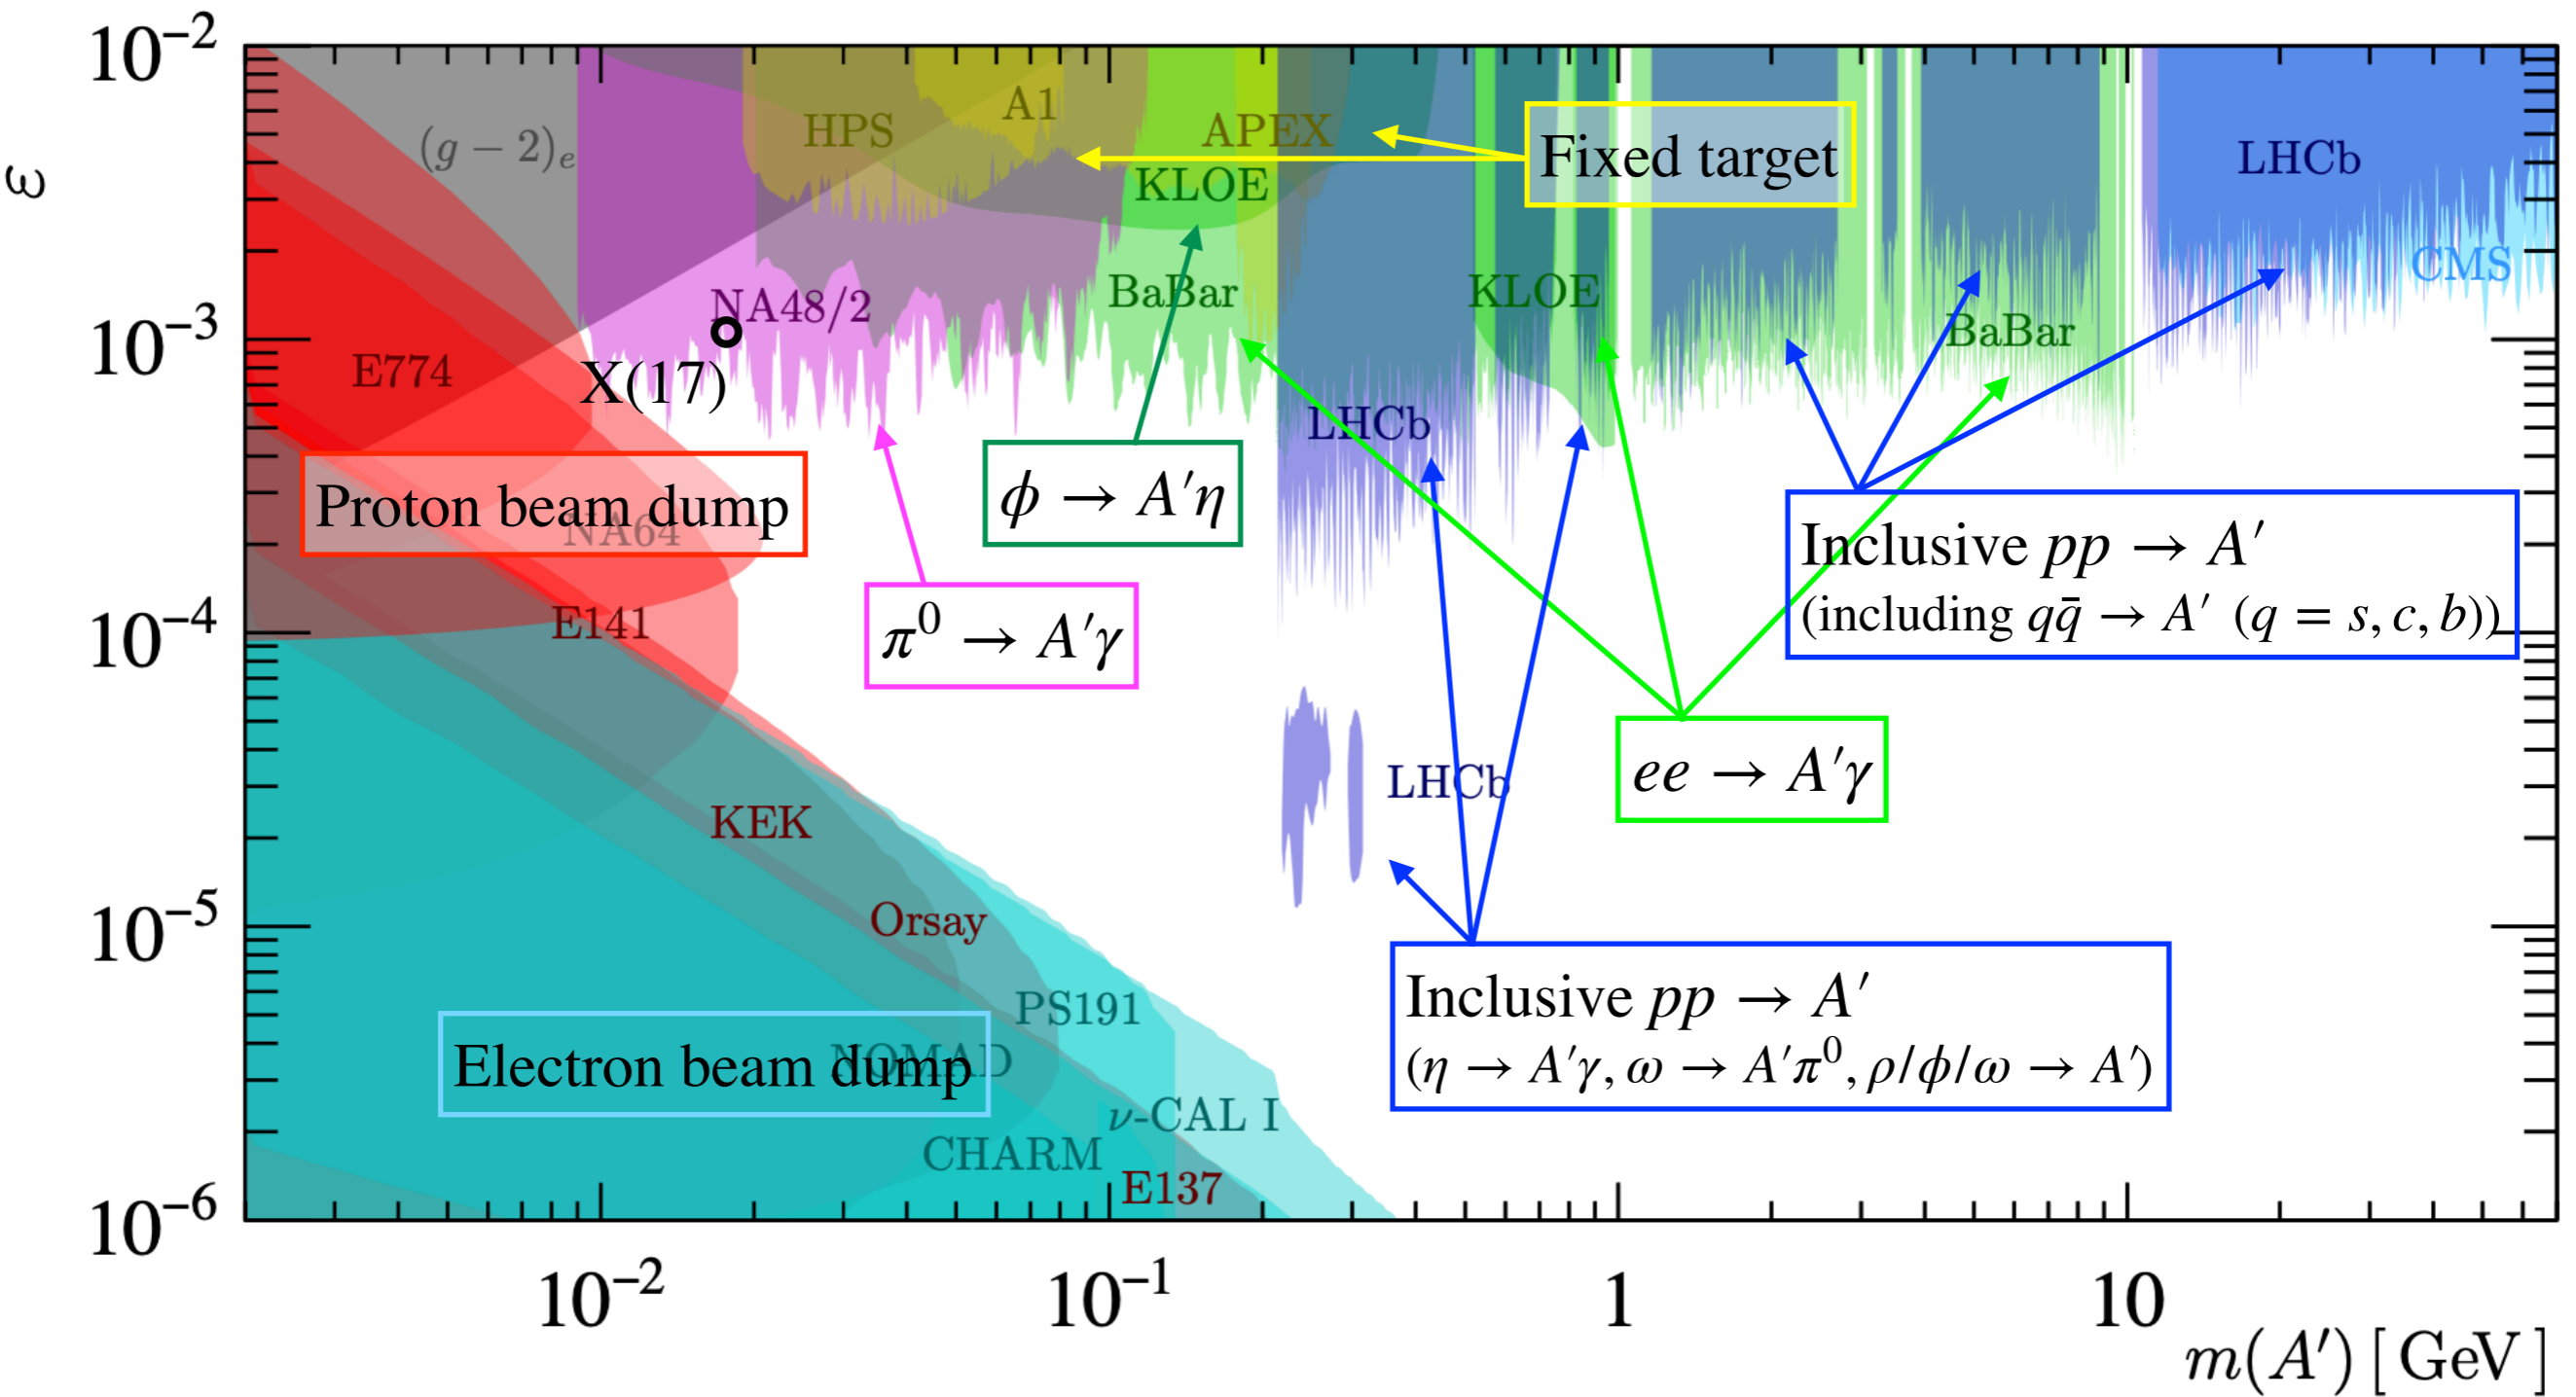 10⁻²
10⁻³
10⁻⁴
10⁻⁵
10⁻⁶
ε
(g − 2)ₑ
HPS
A1
APEX
Fixed target
LHCb
KLOE
CMS
NA48/2
BaBar
KLOE
BaBar
E774
X(17)
LHCb
Proton beam dump
NA64
ϕ → A′η
Inclusive pp → A′
(including qq̄ → A′ (q = s, c, b))
E141
π⁰ → A′γ
LHCb
ee → A′γ
KEK
Orsay
PS191
Inclusive pp → A′
(η → A′γ, ω → A′π⁰, ρ/ϕ/ω → A′)
Electron beam dump
NOMAD
ν-CAL I
CHARM
E137
10⁻² 10⁻¹ 1 10
m(A′) [ GeV ]